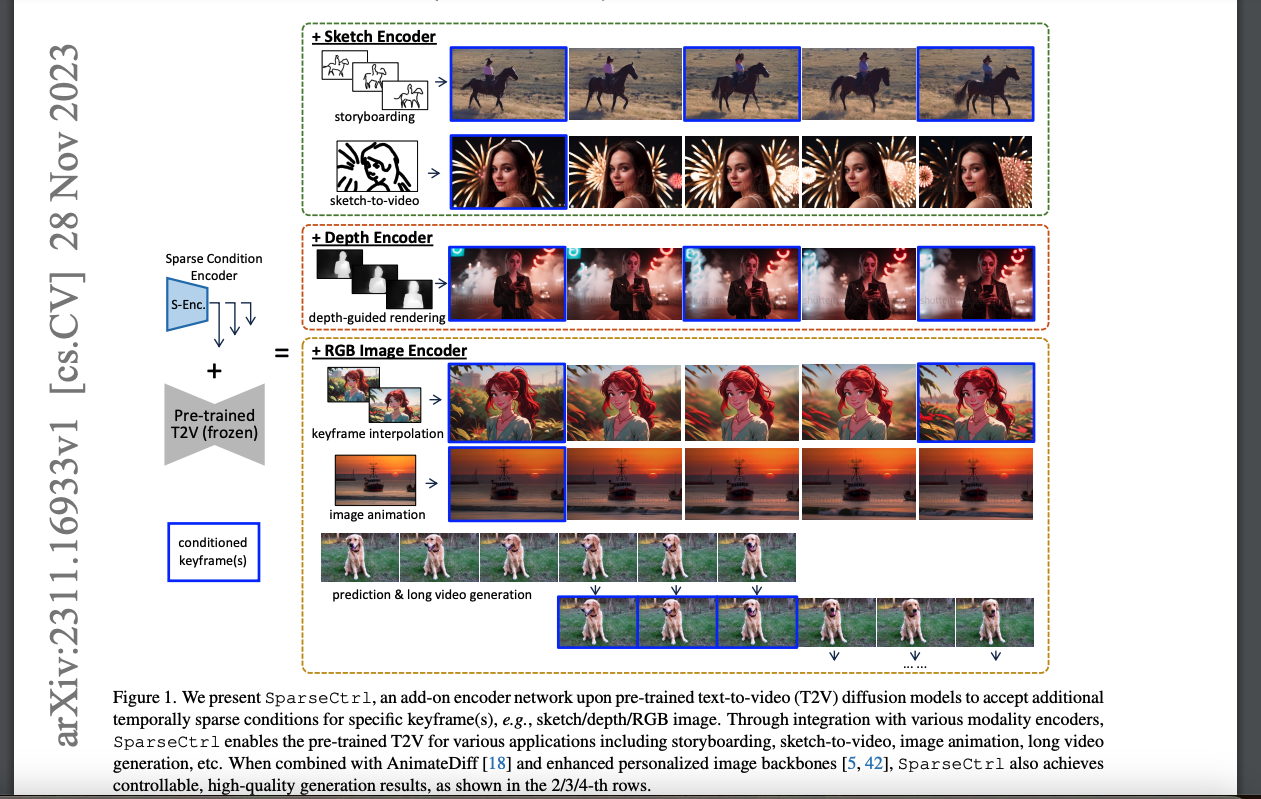 arXiv:2311.16933v1 [cs.CV] 28 Nov 2023
+ Sketch Encoder
storyboarding
sketch-to-video
+ Depth Encoder
depth-guided rendering
Sparse Condition
Encoder
S-Enc.
+
=
Pre-trained
T2V (frozen)
+ RGB Image Encoder
keyframe interpolation
image animation
conditioned
keyframe(s)
prediction & long video generation
... ...
Figure 1. We present SparseCtrl, an add-on encoder network upon pre-trained text-to-video (T2V) diffusion models to accept additional
temporally sparse conditions for specific keyframe(s), e.g., sketch/depth/RGB image. Through integration with various modality encoders,
SparseCtrl enables the pre-trained T2V for various applications including storyboarding, sketch-to-video, image animation, long video
generation, etc. When combined with AnimateDiff [18] and enhanced personalized image backbones [5, 42], SparseCtrl also achieves
controllable, high-quality generation results, as shown in the 2/3/4-th rows.